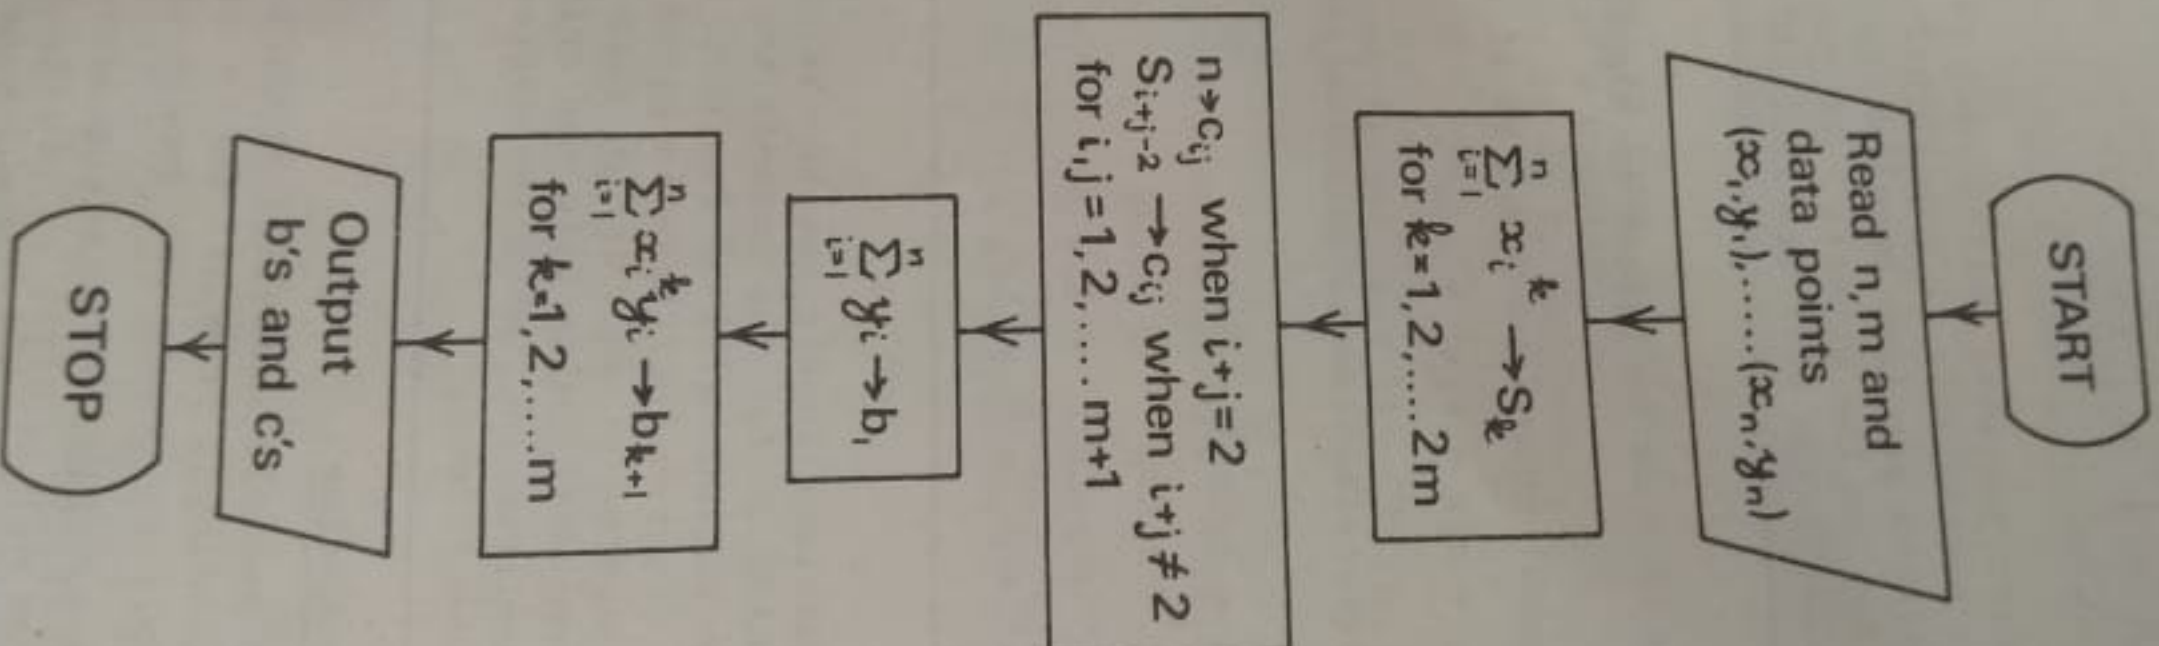 START
Read n, m and
data points
(x₁,y₁),.....(xₙ,yₙ)
n
∑ xᵢᵏ →Sₖ
i=1
for k=1, 2,.... 2m
n→cᵢⱼ when i+j=2
Sᵢ₊ⱼ₋₂ →cᵢⱼ when i+j ≠ 2
for i,j=1, 2,.... m+1
n
∑ yᵢ→b₁
i=1
n
∑ xᵢᵏyᵢ →bₖ₊₁
i=1
for k=1, 2,.....m
Output
b's and c's
STOP